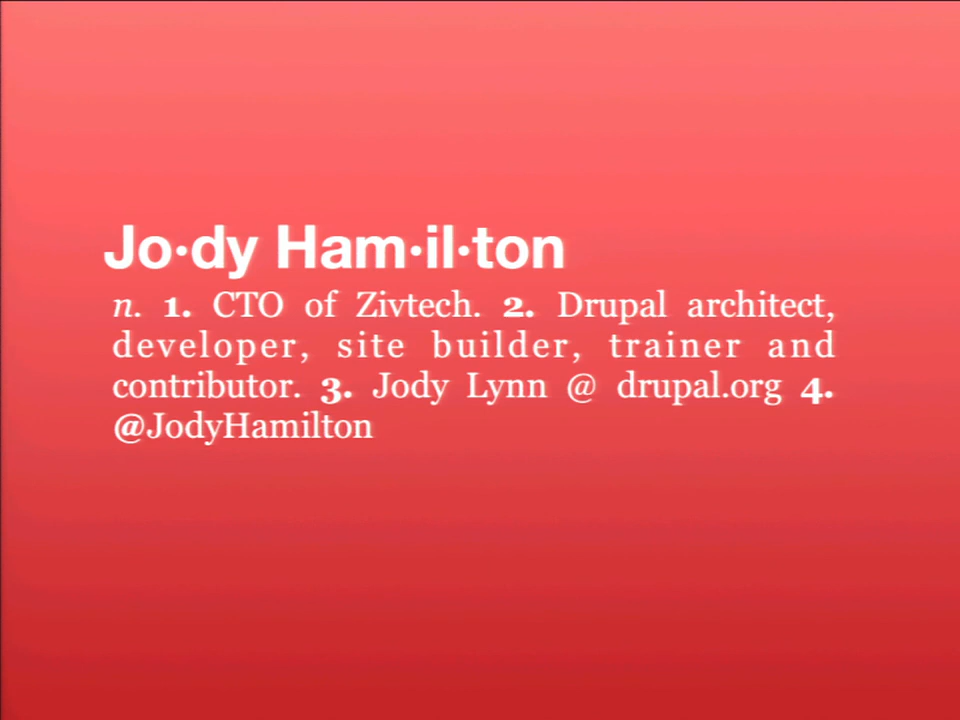 Jo·dy Ham·il·ton
n. 1. CTO of Zivtech. 2. Drupal architect,
developer, site builder, trainer and
contributor. 3. Jody Lynn @ drupal.org 4.
@JodyHamilton